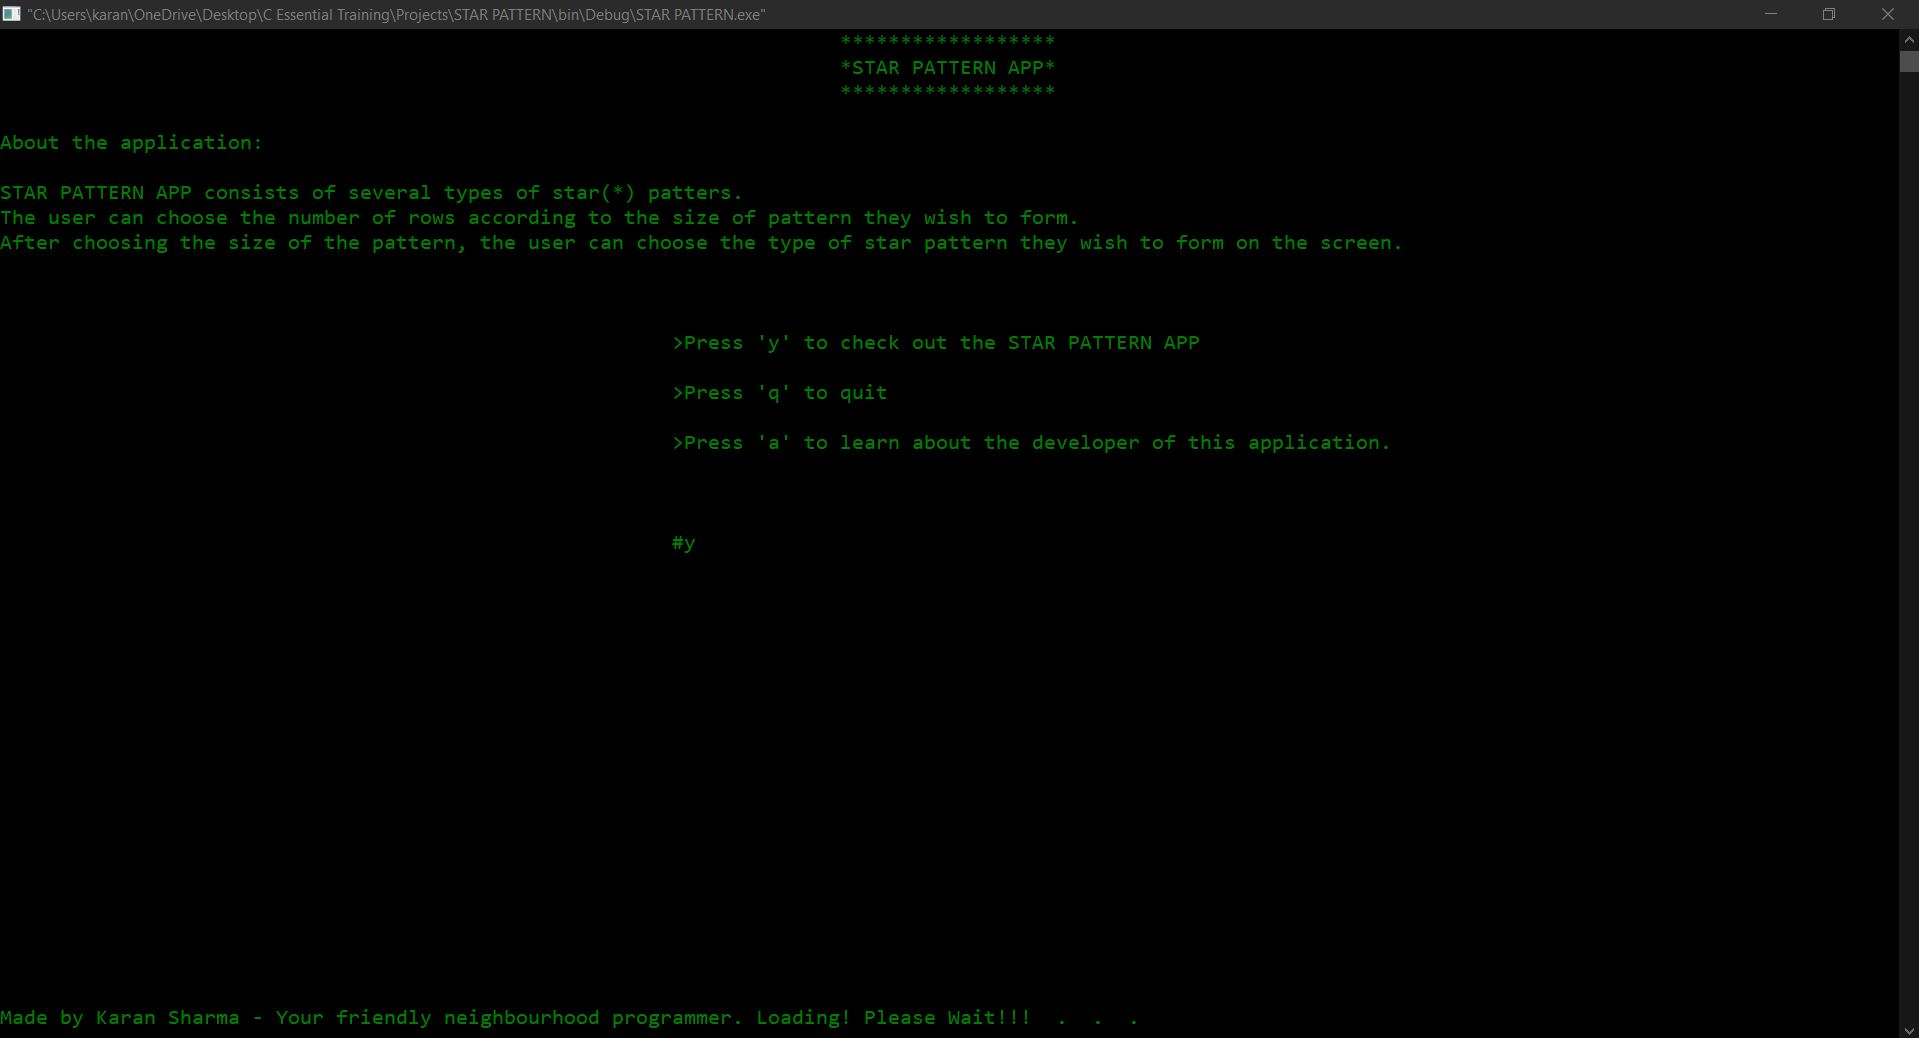 "C:\Users\karan\OneDrive\Desktop\C Essential Training\Projects\STAR PATTERN\bin\Debug\STAR PATTERN.exe"
******************
*STAR PATTERN APP*
******************
About the application:
STAR PATTERN APP consists of several types of star(*) patters.
The user can choose the number of rows according to the size of pattern they wish to form.
After choosing the size of the pattern, the user can choose the type of star pattern they wish to form on the screen.
>Press 'y' to check out the STAR PATTERN APP
>Press 'q' to quit
>Press 'a' to learn about the developer of this application.
#y
Made by Karan Sharma - Your friendly neighbourhood programmer. Loading! Please Wait!!!  .  .  .